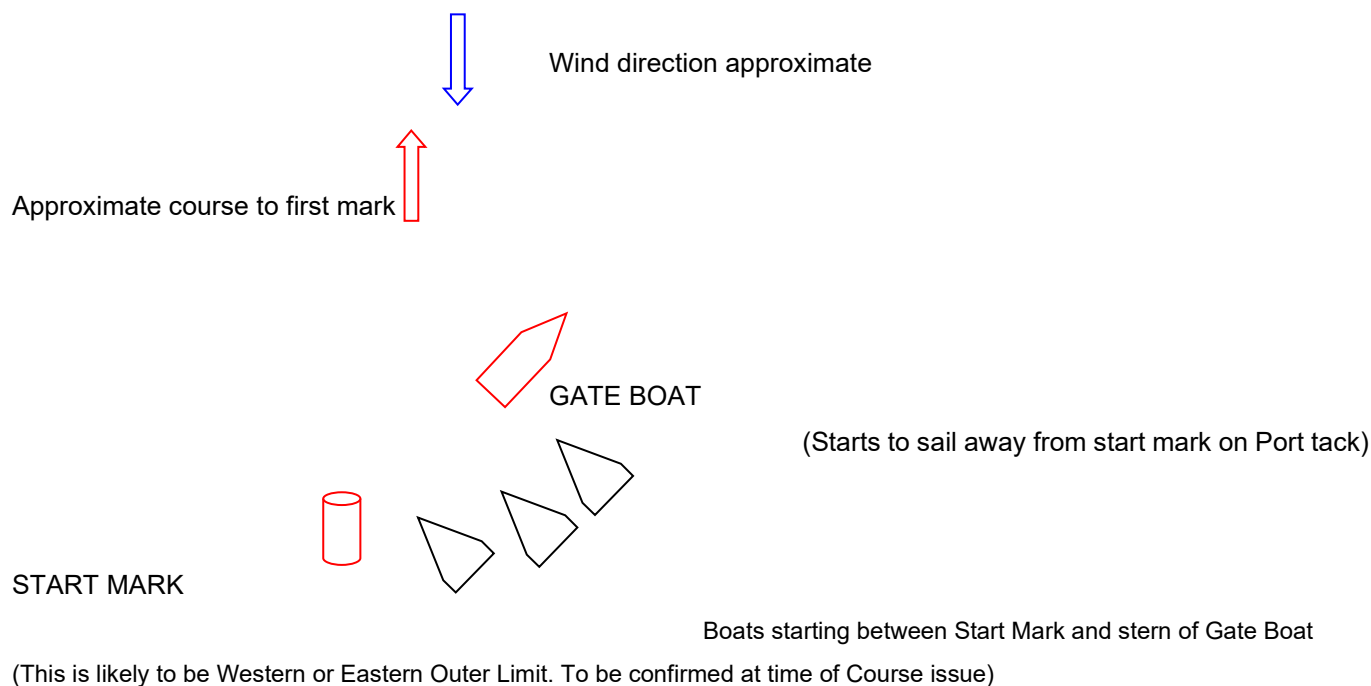 Wind direction approximate
Approximate course to first mark
GATE BOAT
(Starts to sail away from start mark on Port tack)
START MARK
Boats starting between Start Mark and stern of Gate Boat
(This is likely to be Western or Eastern Outer Limit. To be confirmed at time of Course issue)